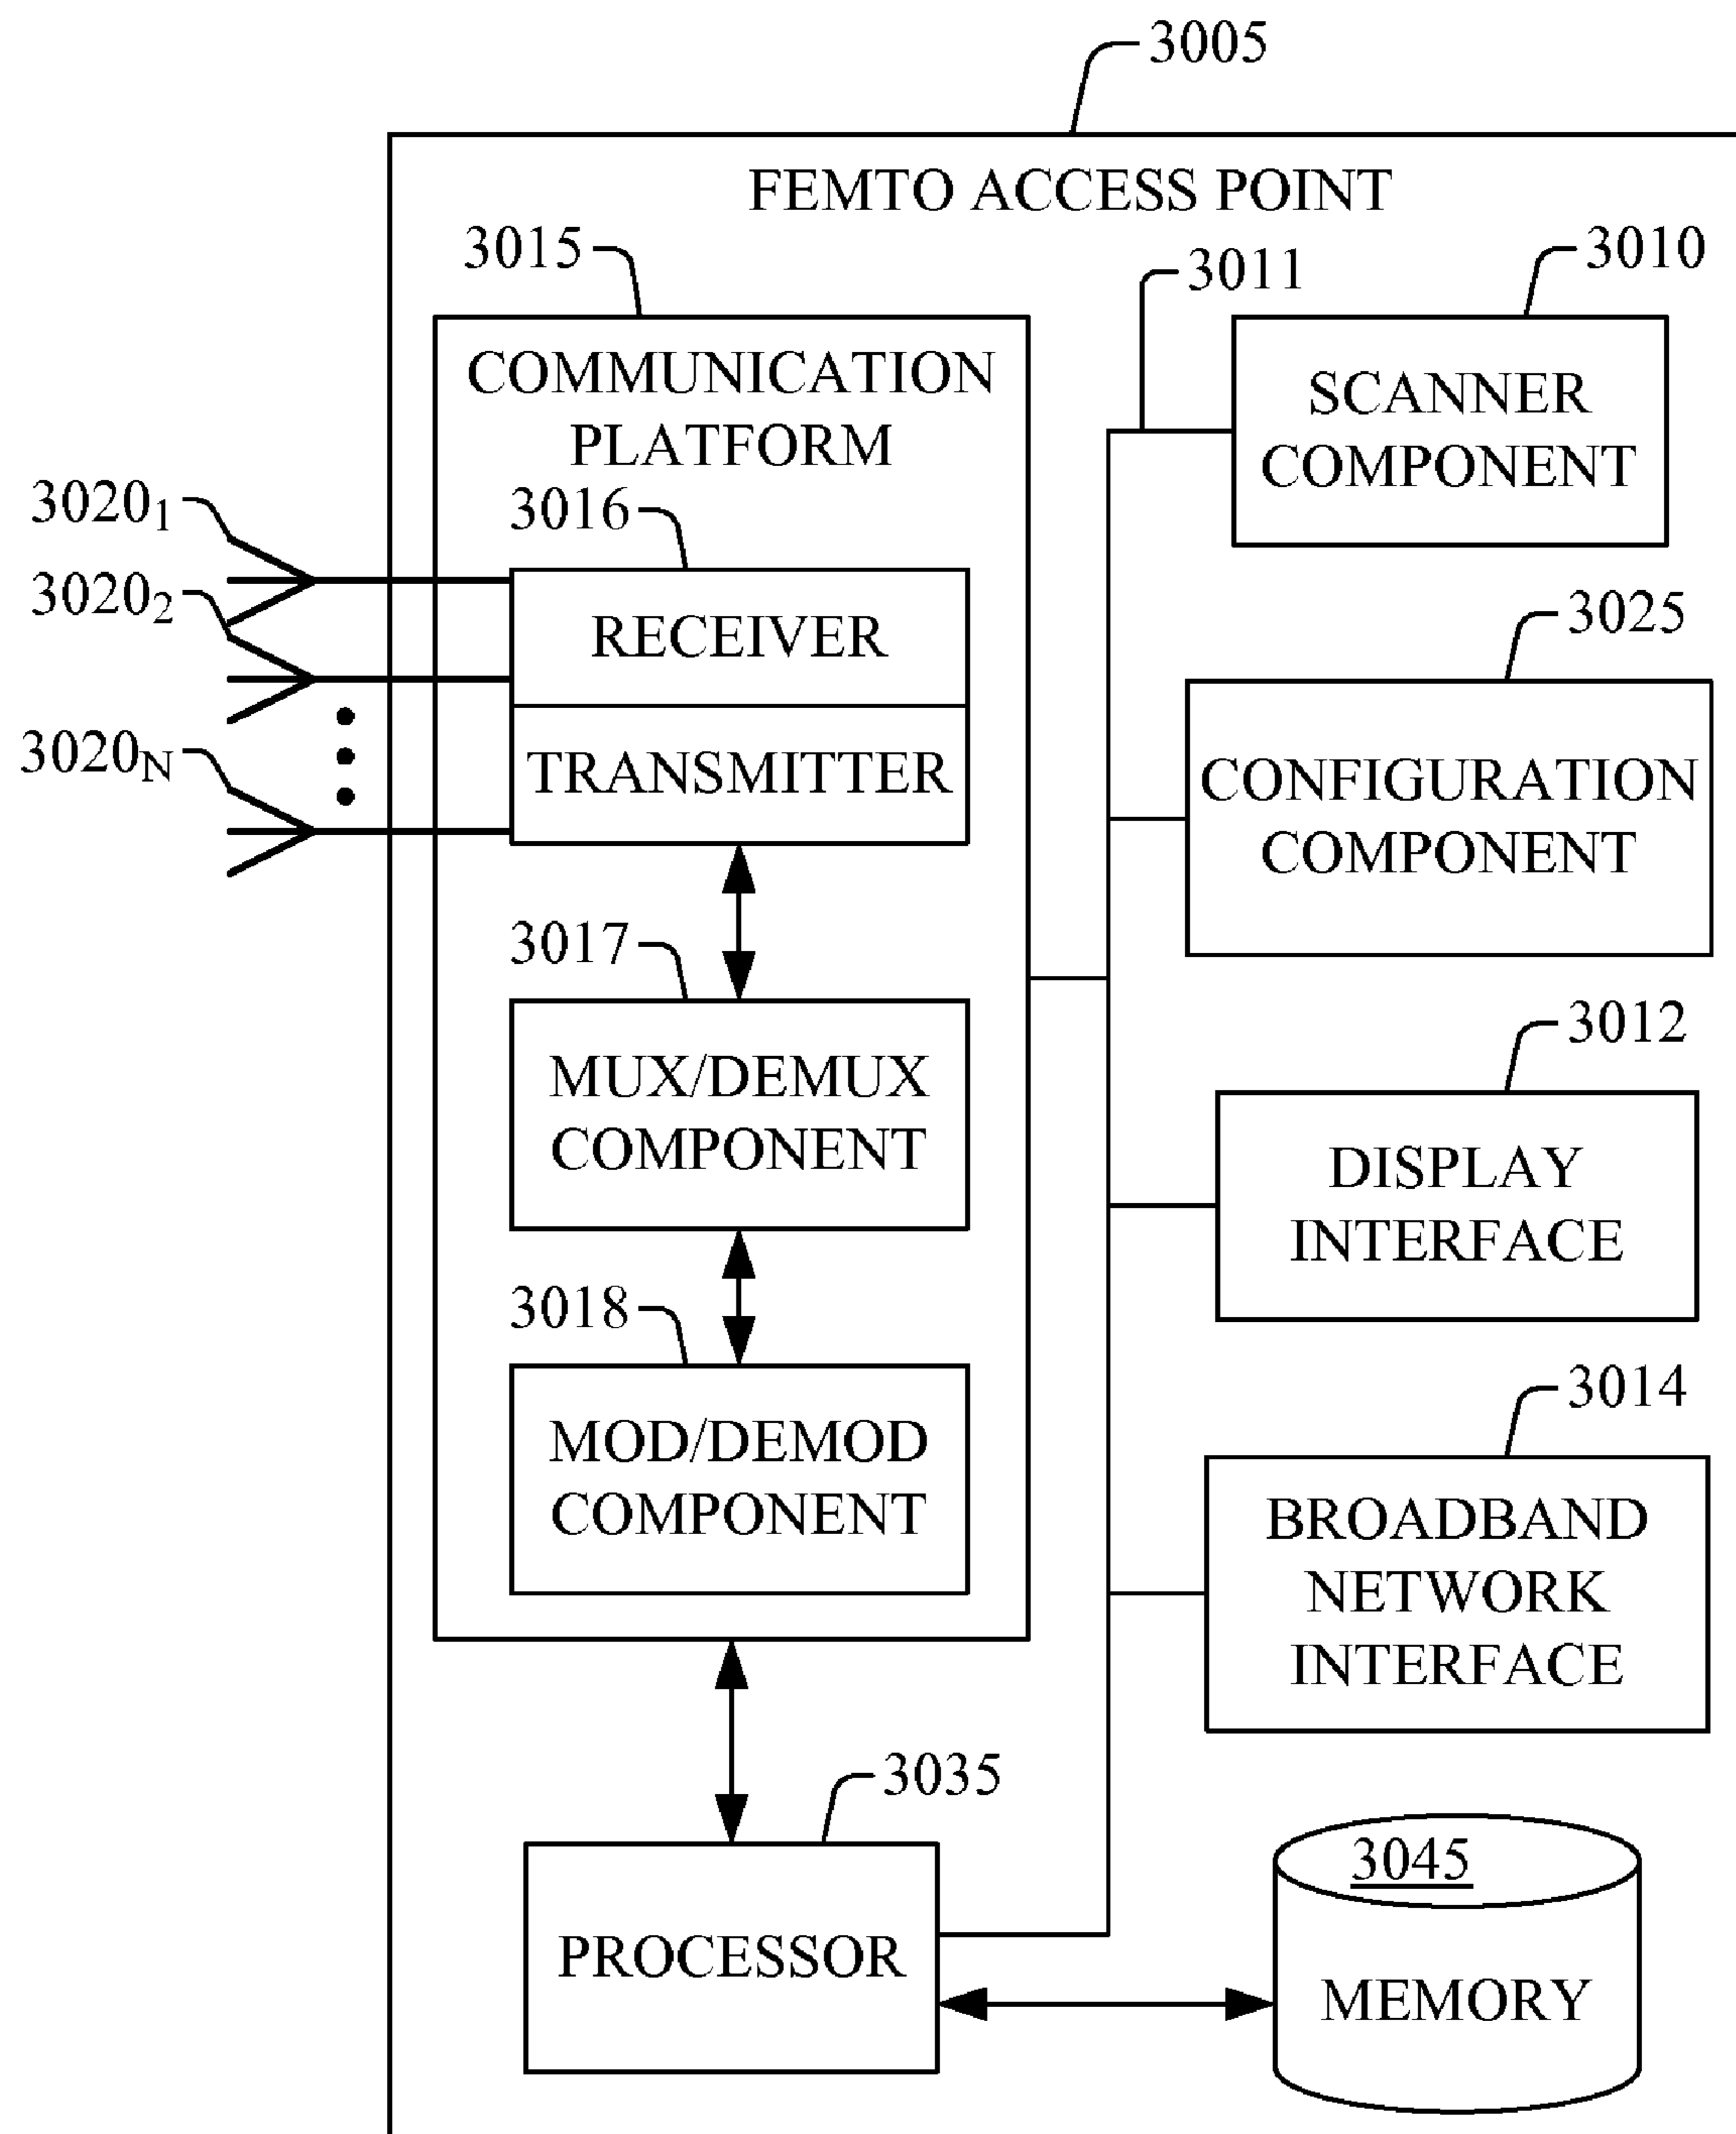 3005
FEMTO ACCESS POINT
3015
3011
3010
COMMUNICATION
PLATFORM
SCANNER
COMPONENT
3020₁
3016
3020₂
RECEIVER
3025
3020N
TRANSMITTER
CONFIGURATION
COMPONENT
3017
3012
MUX/DEMUX
COMPONENT
DISPLAY
INTERFACE
3018
3014
MOD/DEMOD
COMPONENT
BROADBAND
NETWORK
INTERFACE
3035
3045
PROCESSOR
MEMORY